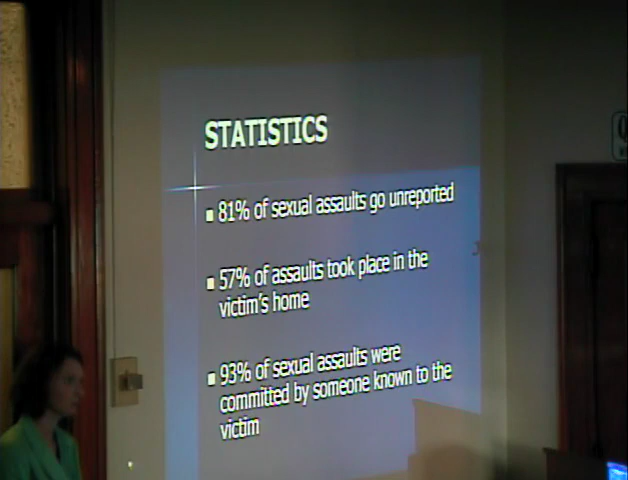 STATISTICS
81% of sexual assaults go unreported
57% of assaults took place in the
victim's home
93% of sexual assaults were
committed by someone known to the
victim